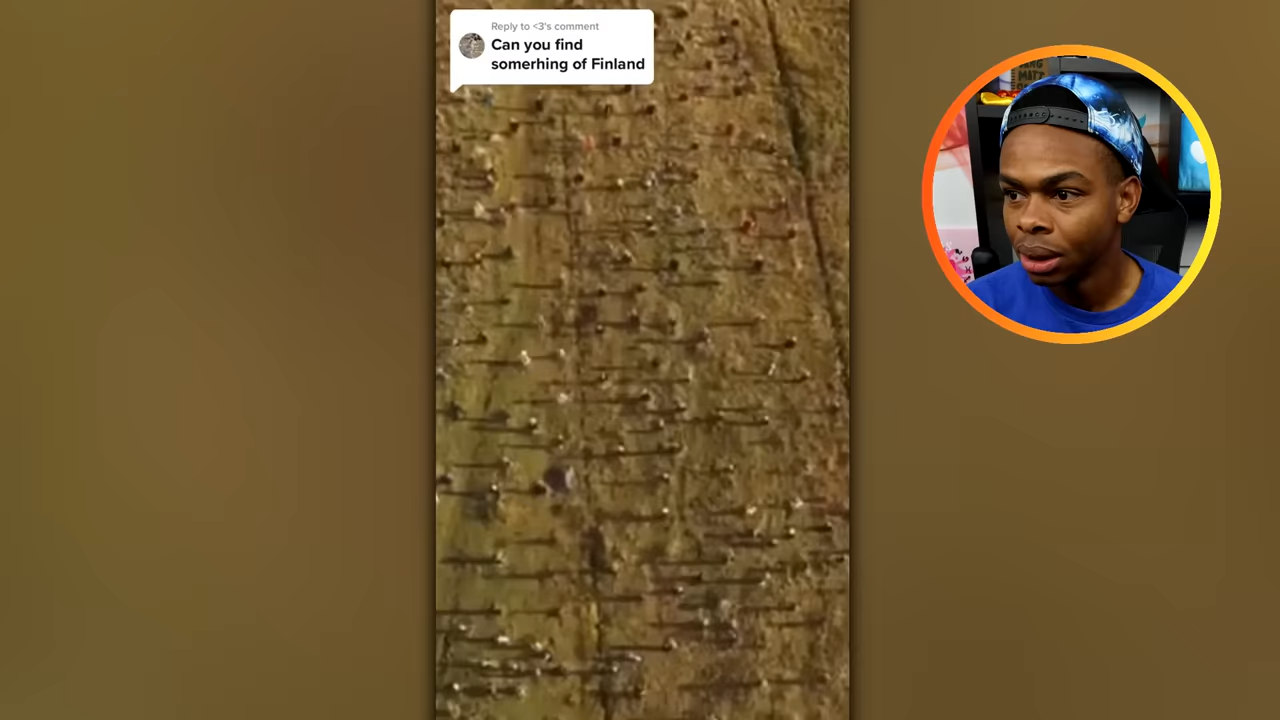 Reply to <3's comment
Can you find
somerhing of Finland